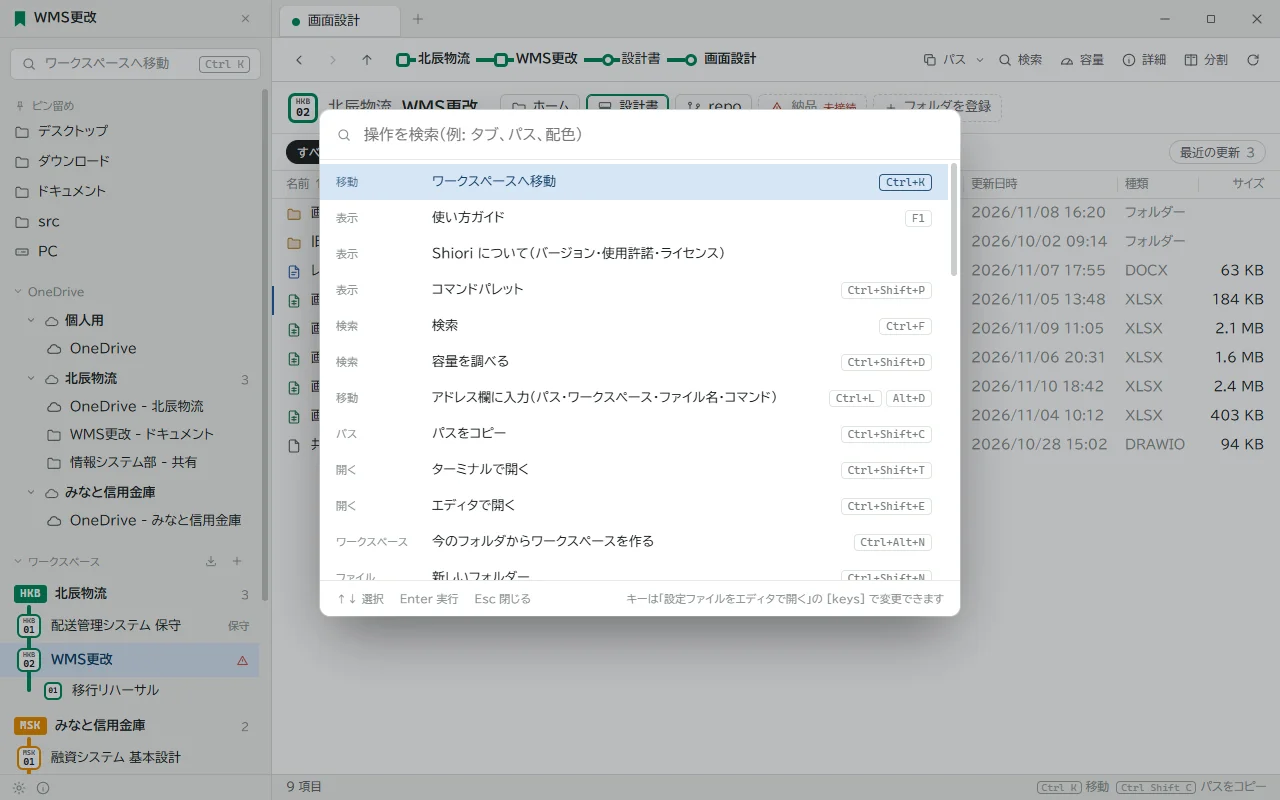 WMS更改
画面設計
ワークスペースへ移動 Ctrl K
北辰物流 WMS更改 設計書 画面設計
パス 検索 容量 詳細 分割
ピン留め
デスクトップ
ダウンロード
ドキュメント
src
PC
OneDrive
個人用
OneDrive
北辰物流 3
OneDrive - 北辰物流
WMS更改 - ドキュメント
情報システム部 - 共有
みなと信用金庫
OneDrive - みなと信用金庫
ワークスペース
HKB 北辰物流 3
HKB 01 配送管理システム 保守 保守
HKB 02 WMS更改
01 移行リハーサル
MSK みなと信用金庫 2
MSK 01 融資システム 基本設計
HKB 02 北辰物流 WMS更改 ホーム 設計書 repo 納品 未接続 フォルダを登録
最近の更新 3
名前 更新日時 種類 サイズ
2026/11/08 16:20 フォルダー
2026/10/02 09:14 フォルダー
2026/11/07 17:55 DOCX 63 KB
2026/11/05 13:48 XLSX 184 KB
2026/11/09 11:05 XLSX 2.1 MB
2026/11/06 20:31 XLSX 1.6 MB
2026/11/10 18:42 XLSX 2.4 MB
2026/11/04 10:12 XLSX 403 KB
2026/10/28 15:02 DRAWIO 94 KB
操作を検索(例: タブ、パス、配色)
移動 ワークスペースへ移動 Ctrl+K
表示 使い方ガイド F1
表示 Shiori について(バージョン・使用許諾・ライセンス)
表示 コマンドパレット Ctrl+Shift+P
検索 検索 Ctrl+F
検索 容量を調べる Ctrl+Shift+D
移動 アドレス欄に入力(パス・ワークスペース・ファイル名・コマンド) Ctrl+L Alt+D
パス パスをコピー Ctrl+Shift+C
開く ターミナルで開く Ctrl+Shift+T
開く エディタで開く Ctrl+Shift+E
ワークスペース 今のフォルダからワークスペースを作る Ctrl+Alt+N
ファイル 新しいフォルダー Ctrl+Shift+N
↑↓ 選択 Enter 実行 Esc 閉じる キーは「設定ファイルをエディタで開く」の [keys] で変更できます
9 項目 Ctrl K 移動 Ctrl Shift C パスをコピー